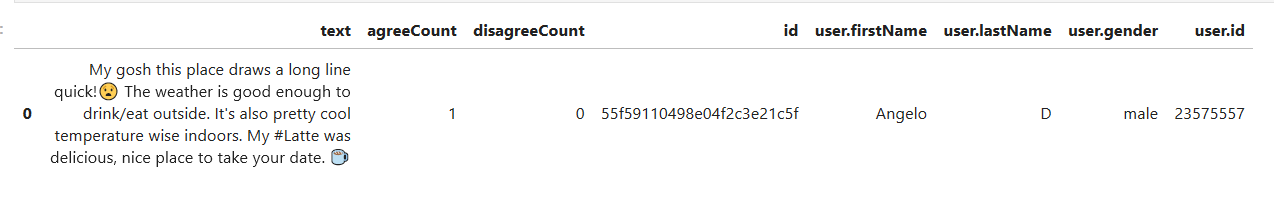 text agreeCount disagreeCount id user.firstName user.lastName user.gender user.id
My gosh this place draws a long line
quick!😧 The weather is good enough to
0 drink/eat outside. It's also pretty cool 1 0 55f59110498e04f2c3e21c5f Angelo D male 23575557
temperature wise indoors. My #Latte was
delicious, nice place to take your date. ☕